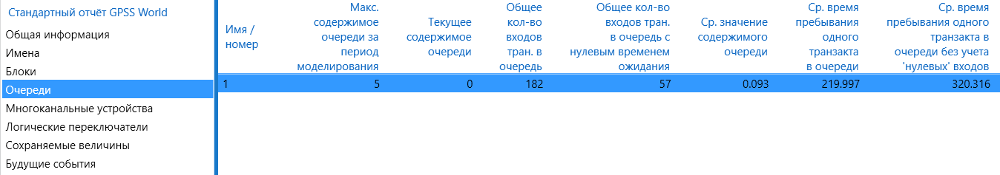 Стандартный отчёт GPSS World
Общая информация
Имена
Блоки
Очереди
Многоканальные устройства
Логические переключатели
Сохраняемые величины
Будущие события
Имя /
номер
Макс.
содержимое
очереди за
период
моделирования
Текущее
содержимое
очереди
Общее
кол-во
входов
тран. в
очередь
Общее кол-во
входов тран.
в очередь с
нулевым временем
ожидания
Ср. значение
содержимого
очереди
Ср. время
пребывания
одного
транзакта
в очереди
Ср. время
пребывания одного
транзакта в
очереди без учета
'нулевых' входов
1 5 0 182 57 0.093 219.997 320.316